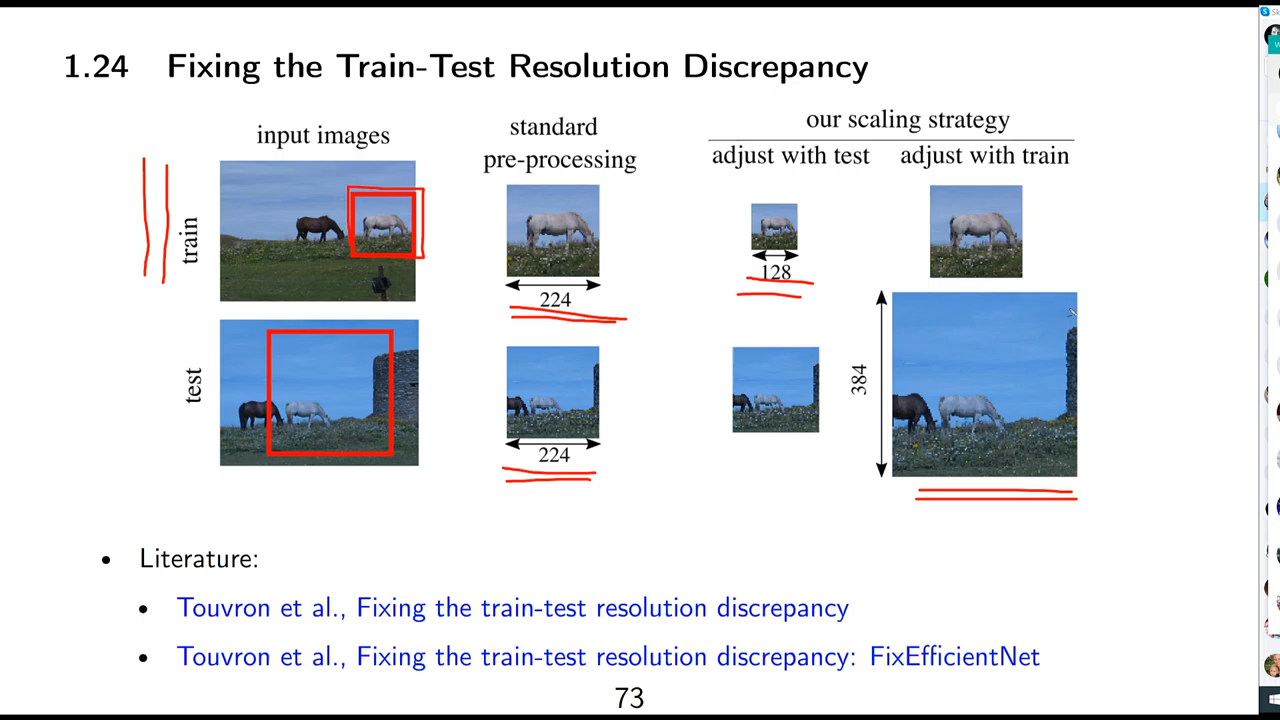 1.24 Fixing the Train-Test Resolution Discrepancy
input images
standard
pre-processing
our scaling strategy
adjust with test
adjust with train
train
224
128
test
224
384
• Literature:
• Touvron et al., Fixing the train-test resolution discrepancy
• Touvron et al., Fixing the train-test resolution discrepancy: FixEfficientNet
73